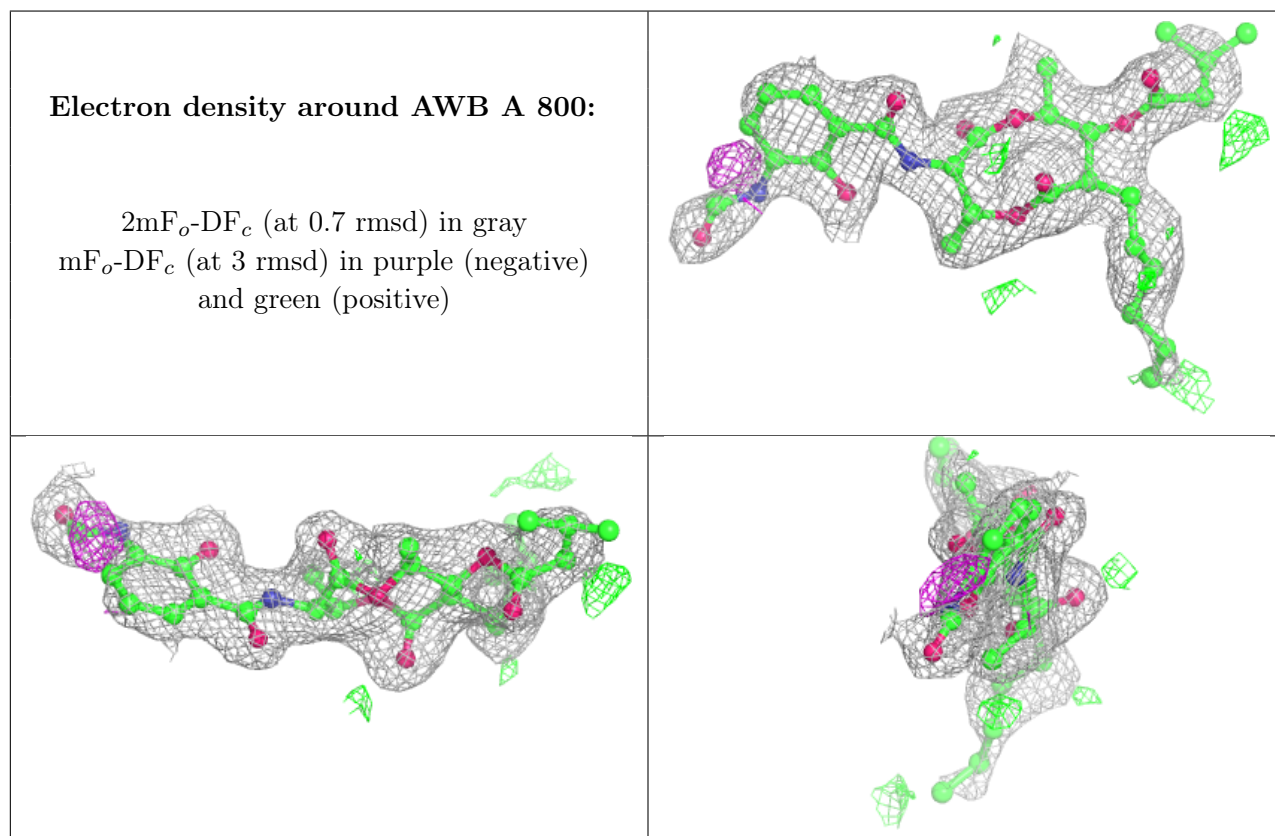 Electron density around AWB A 800:
2mFo-DFc (at 0.7 rmsd) in gray
mFo-DFc (at 3 rmsd) in purple (negative)
and green (positive)